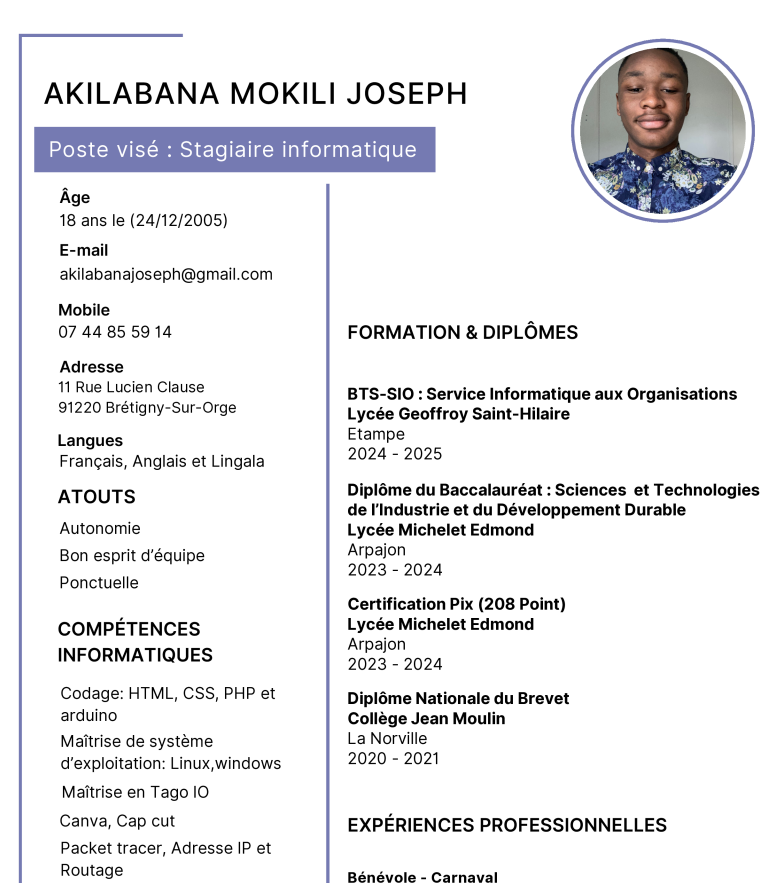 AKILABANA MOKILI JOSEPH
Poste visé : Stagiaire informatique
Âge
18 ans le (24/12/2005)
E-mail
akilabanajoseph@gmail.com
Mobile
07 44 85 59 14
Adresse
11 Rue Lucien Clause
91220 Brétigny-Sur-Orge
Langues
Français, Anglais et Lingala
ATOUTS
Autonomie
Bon esprit d’équipe
Ponctuelle
COMPÉTENCES
INFORMATIQUES
Codage: HTML, CSS, PHP et
arduino
Maîtrise de système
d’exploitation: Linux,windows
Maîtrise en Tago IO
Canva, Cap cut
Packet tracer, Adresse IP et
Routage
FORMATION & DIPLÔMES
BTS-SIO : Service Informatique aux Organisations
Lycée Geoffroy Saint-Hilaire
Etampe
2024 - 2025
Diplôme du Baccalauréat : Sciences  et Technologies
de l’Industrie et du Développement Durable
Lycée Michelet Edmond
Arpajon
2023 - 2024
Certification Pix (208 Point)
Lycée Michelet Edmond
Arpajon
2023 - 2024
Diplôme Nationale du Brevet
Collège Jean Moulin
La Norville
2020 - 2021
EXPÉRIENCES PROFESSIONNELLES
Bénévole - Carnaval